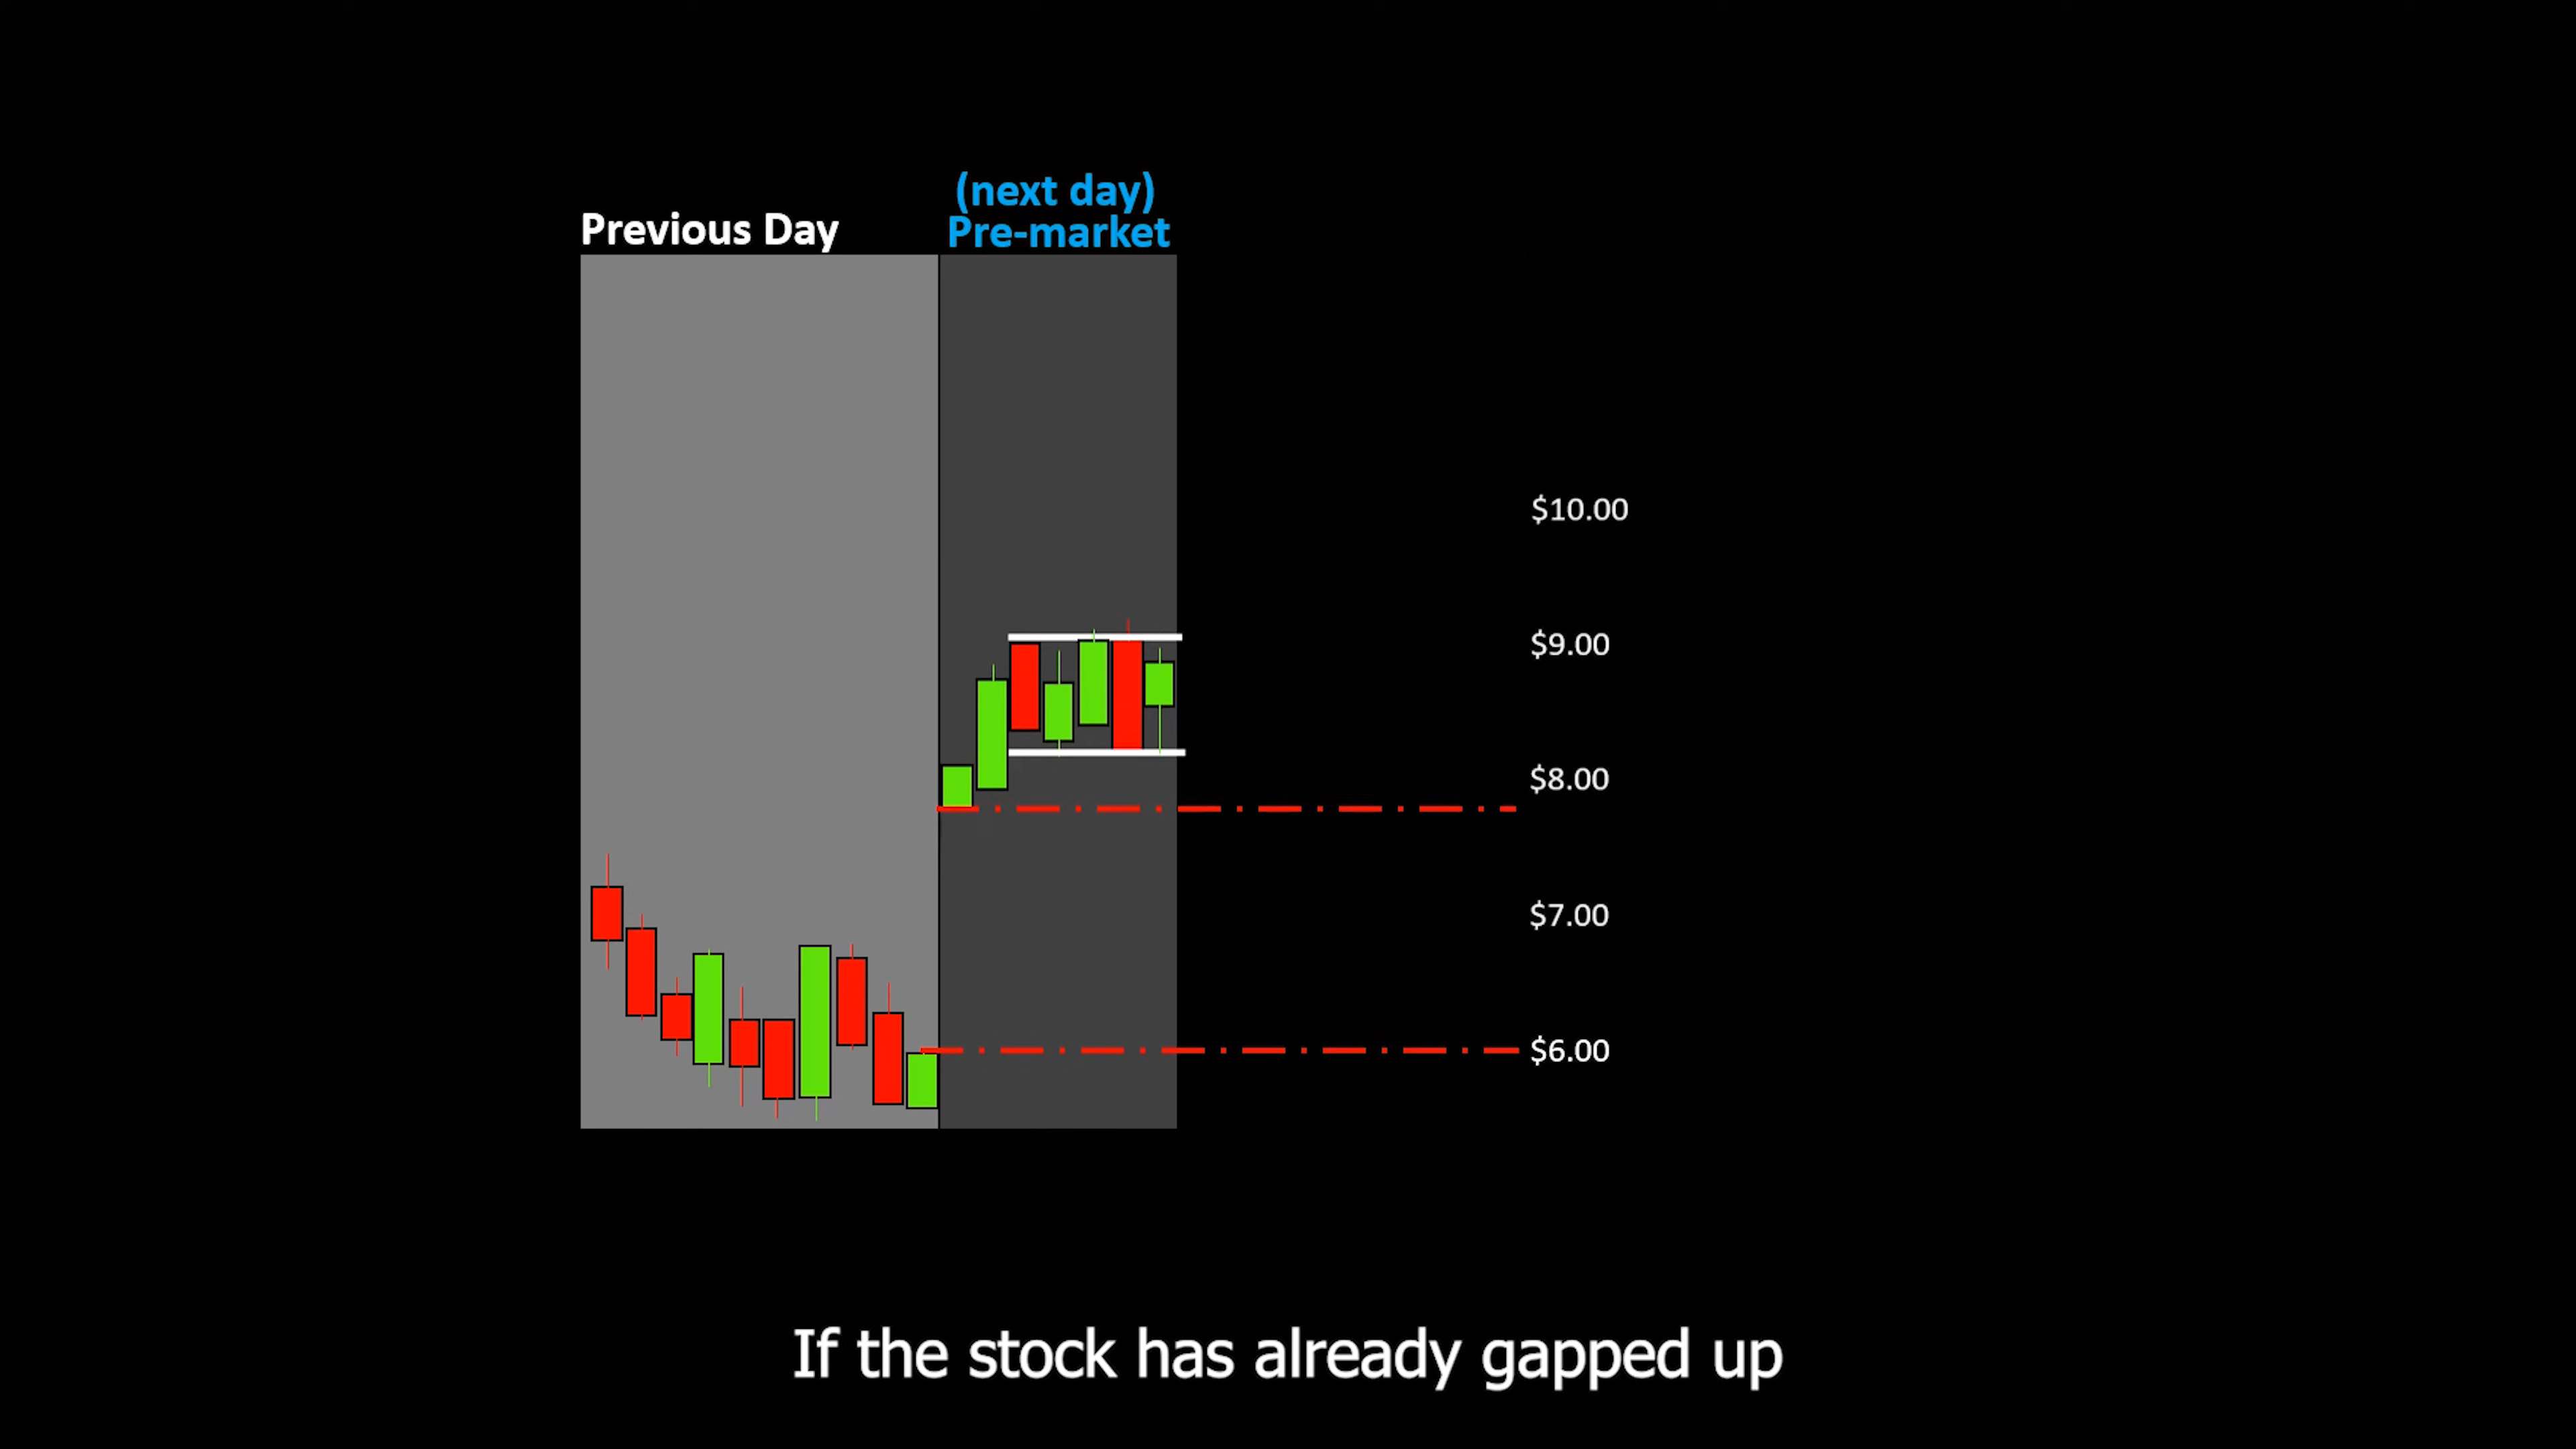 (next day)
Previous Day
Pre-market
$10.00
$9.00
$8.00
$7.00
$6.00
If the stock has already gapped up